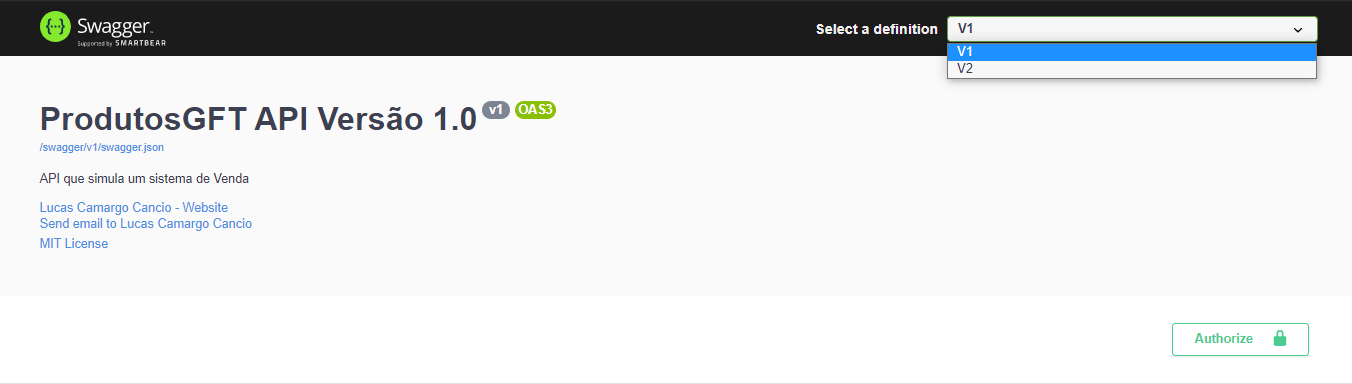 Swagger
Supported by SMARTBEAR
Select a definition
V1
V1
V2
ProdutosGFT API Versão 1.0 v1 OAS3
/swagger/v1/swagger.json
API que simula um sistema de Venda
Lucas Camargo Cancio - Website
Send email to Lucas Camargo Cancio
MIT License
Authorize